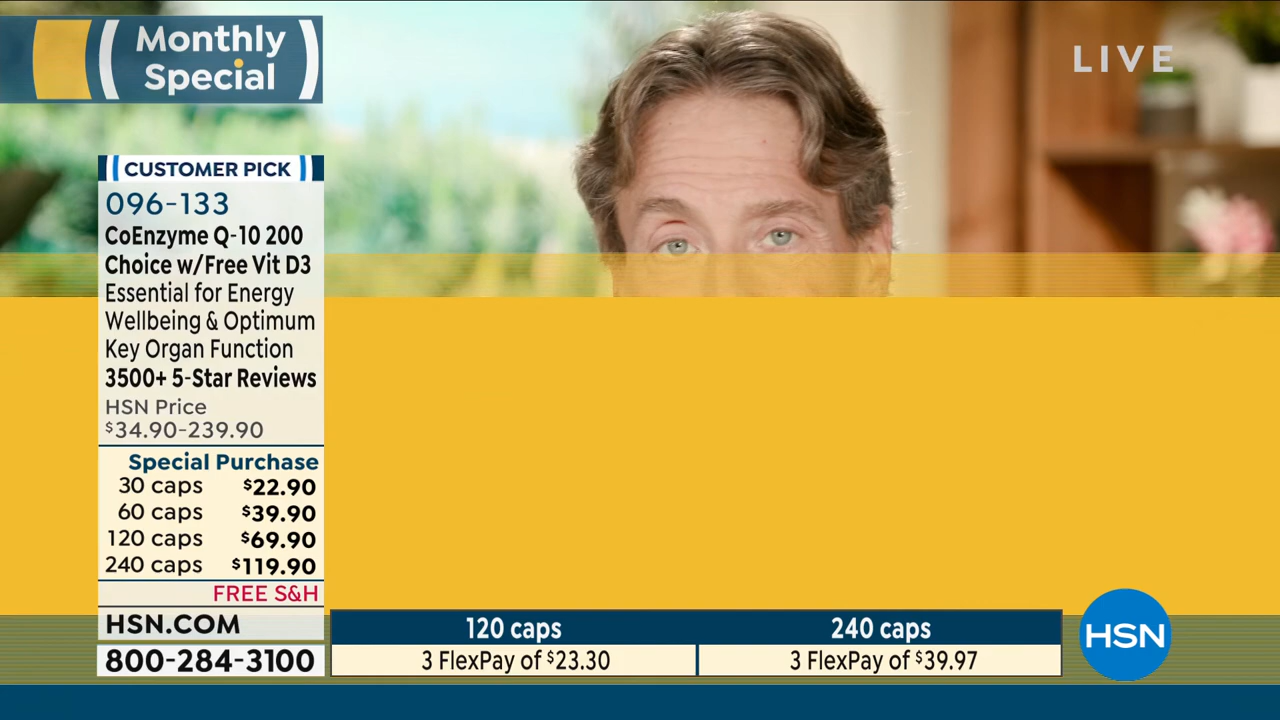 Monthly
Special
LIVE
CUSTOMER PICK
096-133
CoEnzyme Q-10 200
Choice w/Free Vit D3
Essential for Energy
Wellbeing & Optimum
Key Organ Function
3500+ 5-Star Reviews
HSN Price
$34.90-239.90
Special Purchase
30 caps $22.90
60 caps $39.90
120 caps $69.90
240 caps $119.90
FREE S&H
HSN.COM
800-284-3100
120 caps 240 caps
3 FlexPay of $23.30 3 FlexPay of $39.97
HSN